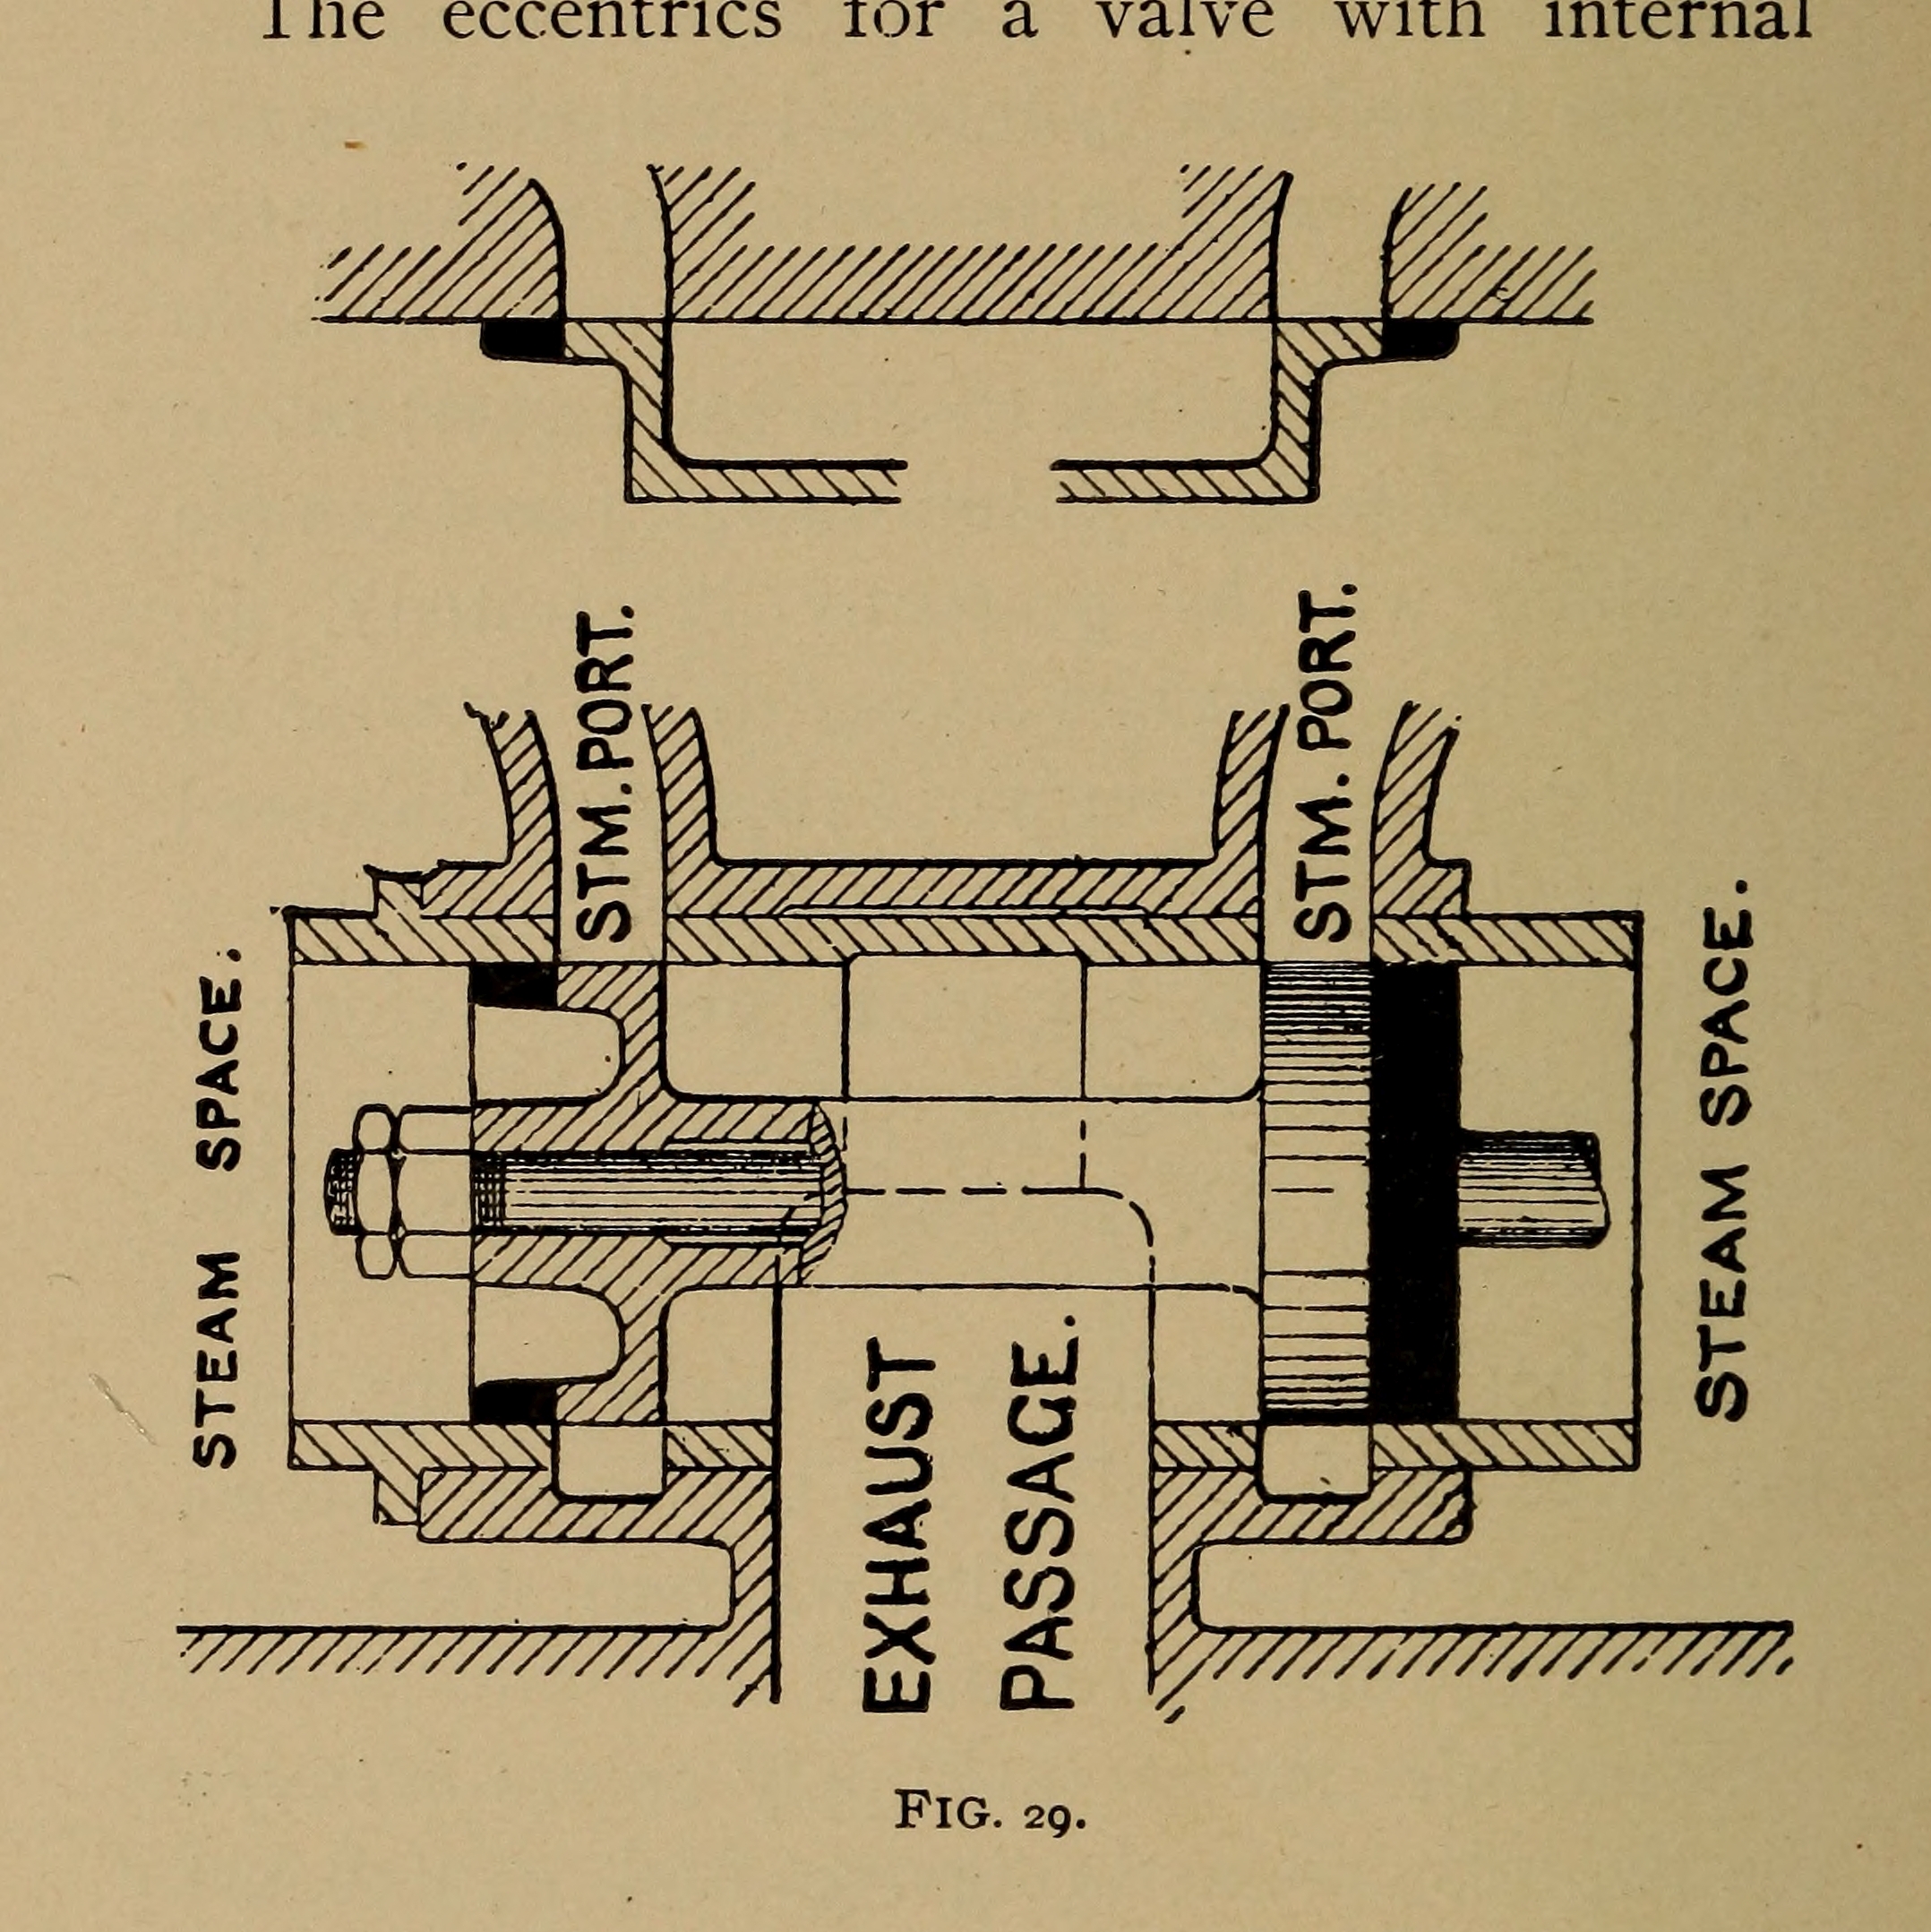 The eccentrics for a valve with internal
STM. PORT.
STM. PORT.
STEAM SPACE.
STEAM SPACE.
EXHAUST
PASSAGE.
FIG. 29.